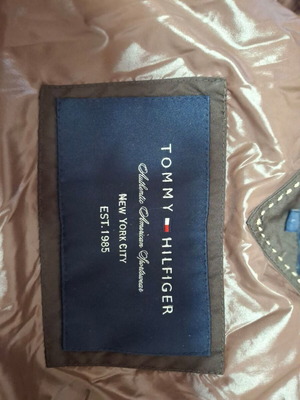 TOMMY HILFIGER
Authentic American Sportswear
NEW YORK CITY
EST. 1985